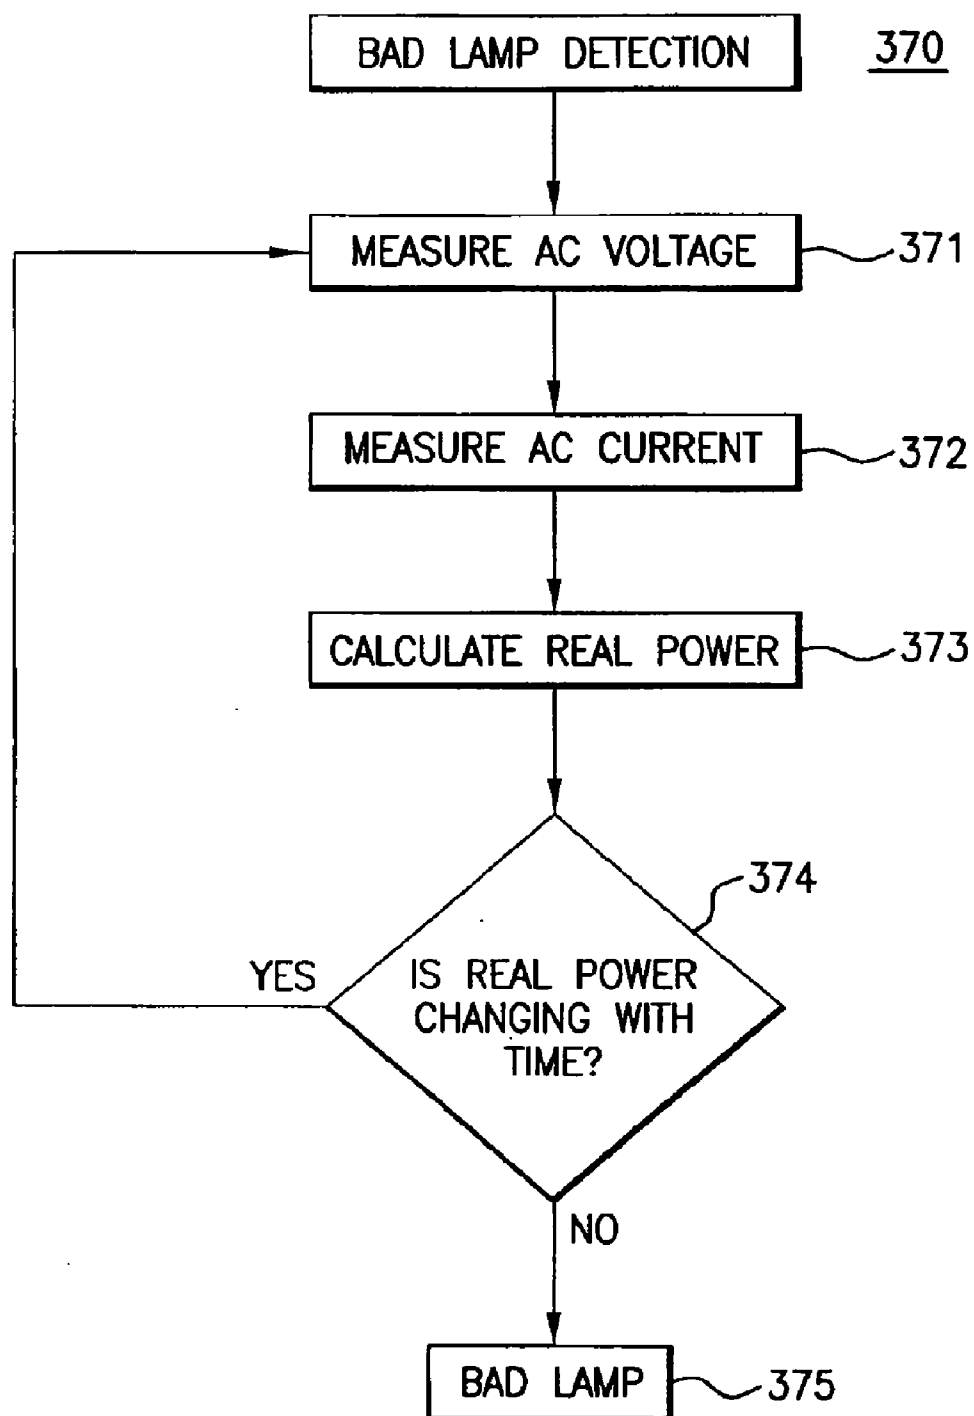 BAD LAMP DETECTION
370
MEASURE AC VOLTAGE
371
MEASURE AC CURRENT
372
CALCULATE REAL POWER
373
374
YES
IS REAL POWER
CHANGING WITH
TIME?
NO
BAD LAMP
375